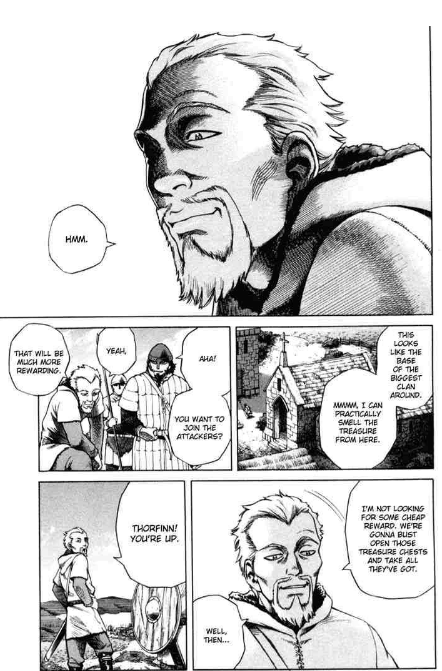 HMM.
THIS
LOOKS
LIKE THE
BASE
OF THE
BIGGEST
CLAN
AROUND.
MMMM, I CAN
PRACTICALLY
SMELL THE
TREASURE
FROM HERE.
AHA!
YOU WANT
TO JOIN
THE
ATTACKERS?
YEAH,
THAT WILL BE
MUCH MORE
REWARDING.
I'M NOT LOOKING
FOR SOME CHEAP
REWARD. WE'RE
GONNA BUST
OPEN THOSE
TREASURE CHESTS
AND TAKE ALL
THEY'VE GOT.
WELL,
THEN...
THORFINN!
YOU'RE UP.